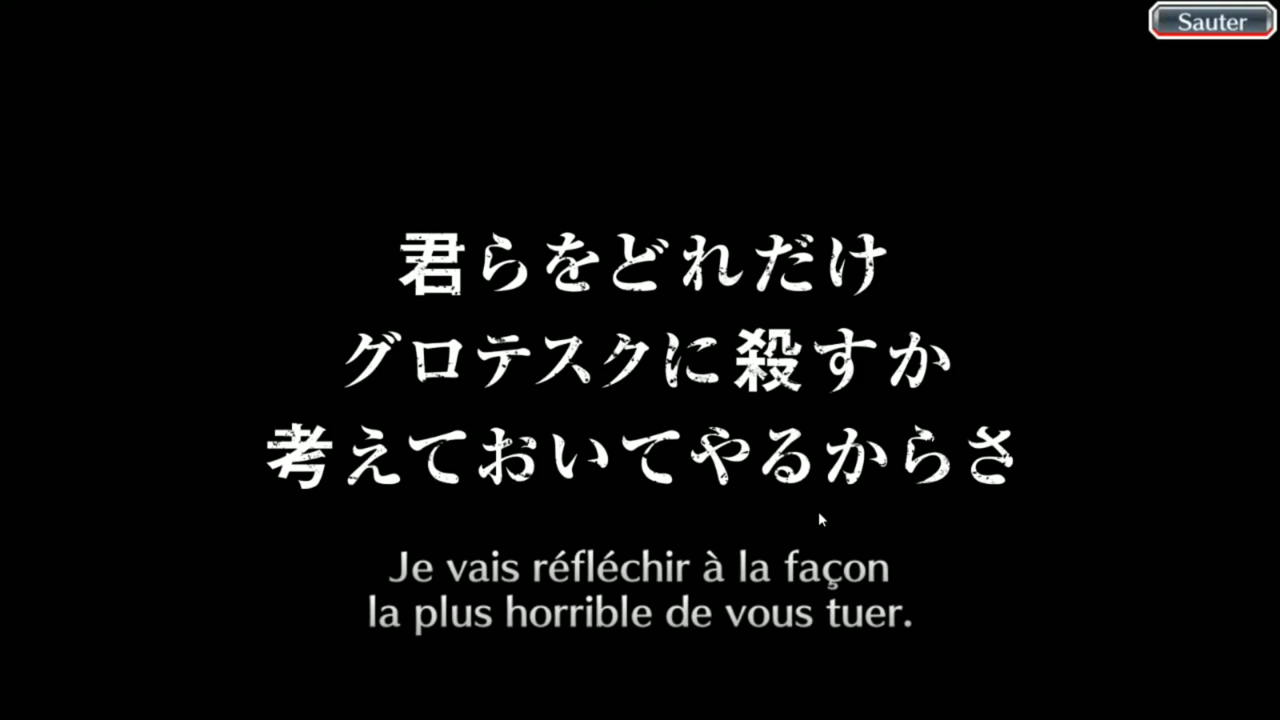 Sauter
君らをどれだけ
グロテスクに殺すか
考えておいてやるからさ
Je vais réfléchir à la façon
la plus horrible de vous tuer.